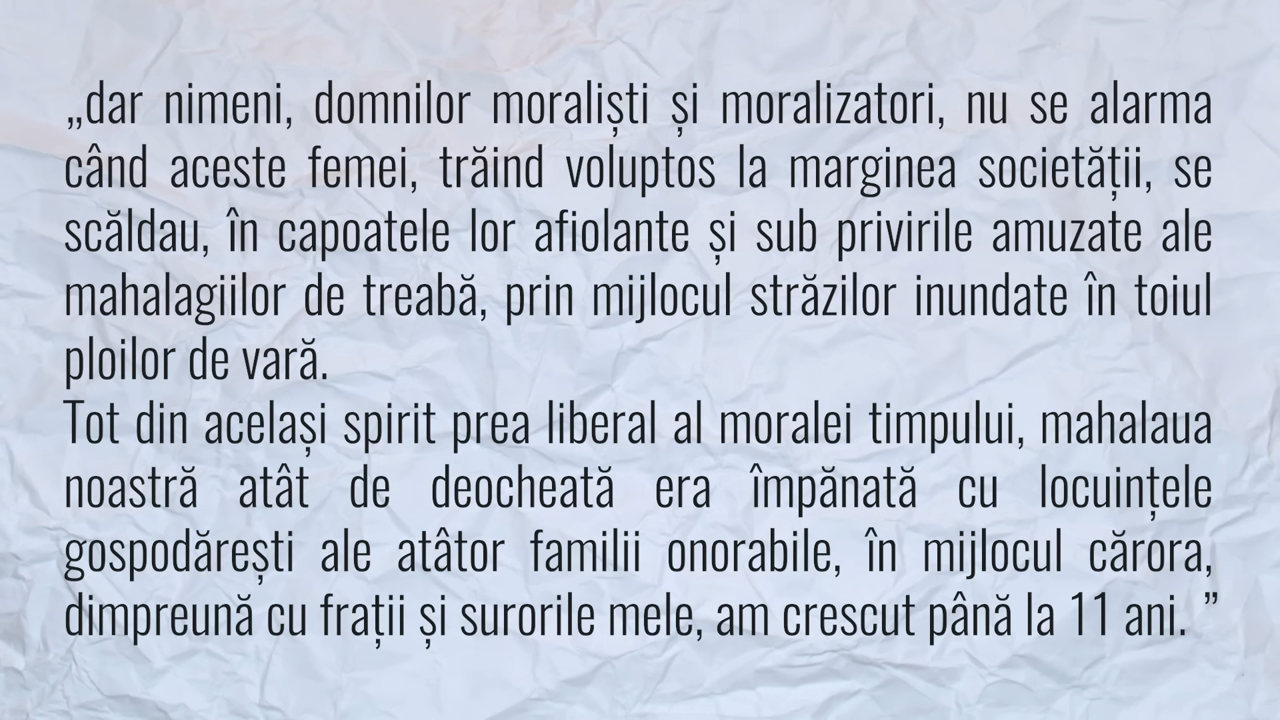 „dar nimeni, domnilor moraliști și moralizatori, nu se alarma
când aceste femei, trăind voluptos la marginea societății, se
scăldau, în capoatele lor afiolante și sub privirile amuzate ale
mahalagiilor de treabă, prin mijlocul străzilor inundate în toiul
ploilor de vară.
Tot din același spirit prea liberal al moralei timpului, mahalaua
noastră atât de deocheată era împănată cu locuințele
gospodărești ale atâtor familii onorabile, în mijlocul cărora,
dimpreună cu frații și surorile mele, am crescut până la 11 ani. ”